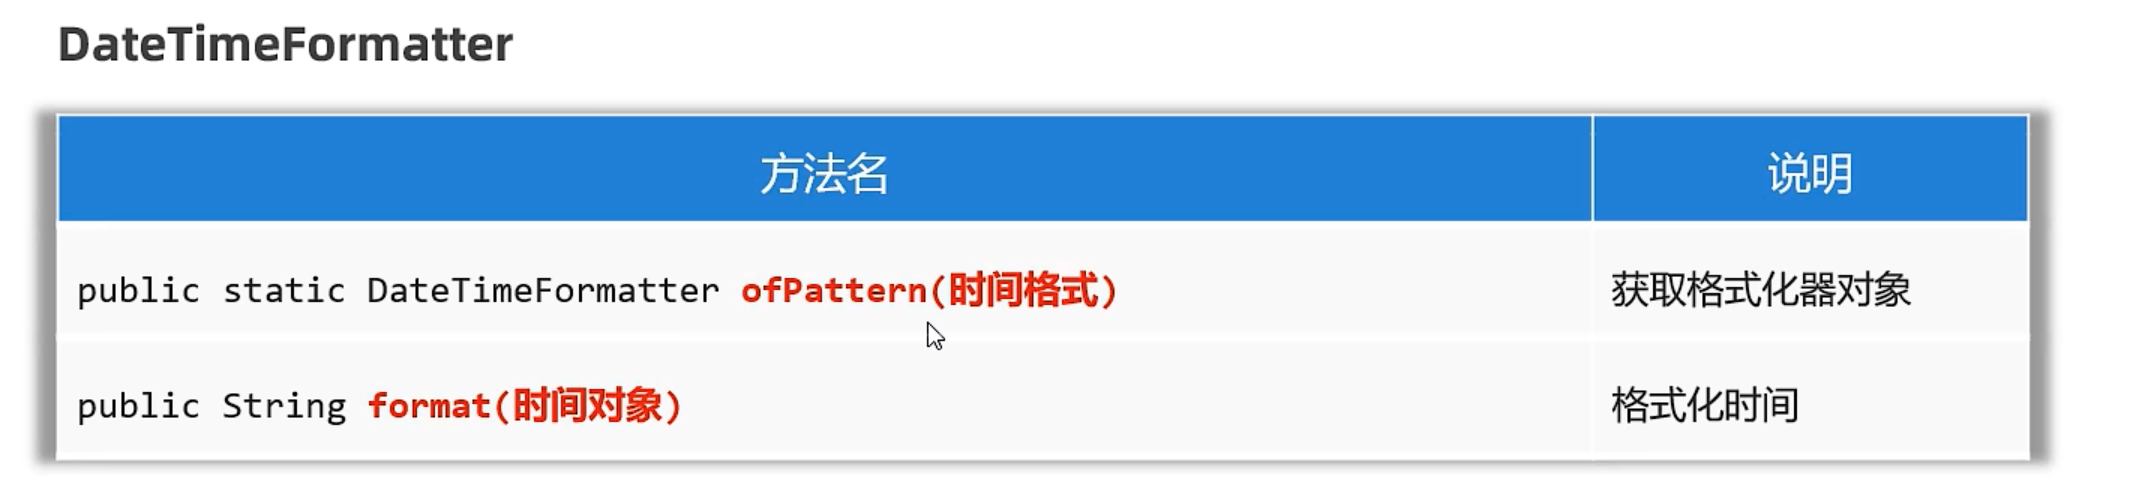 DateTimeFormatter
方法名 说明
public static DateTimeFormatter ofPattern(时间格式) 获取格式化器对象
public String format(时间对象) 格式化时间